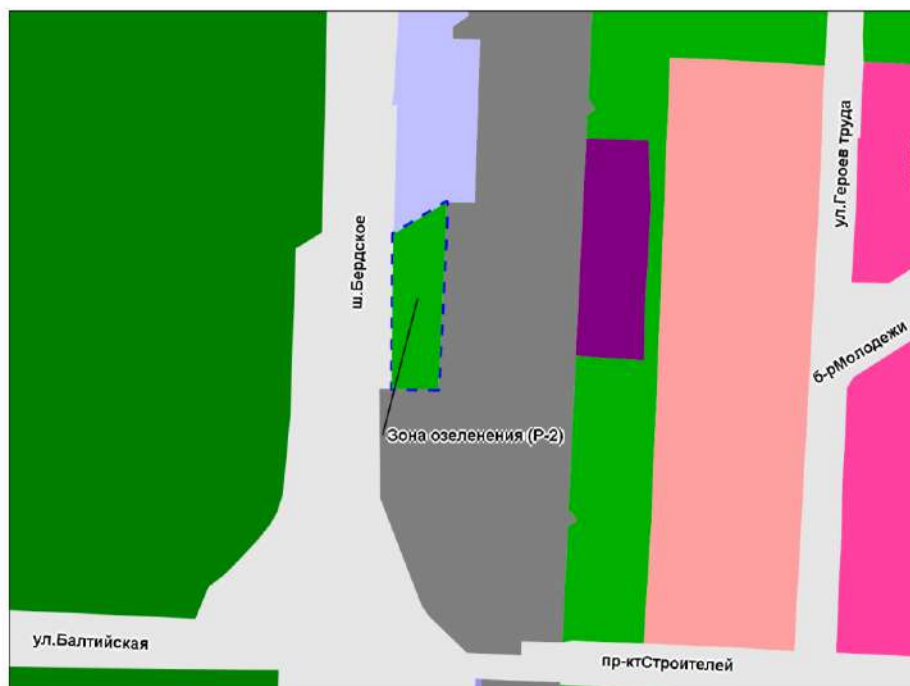 ул.Героев труда
ш.Бердское
б-рМолодежи
Зона озеленения (Р-2)
ул.Балтийская
пр-ктСтроителей